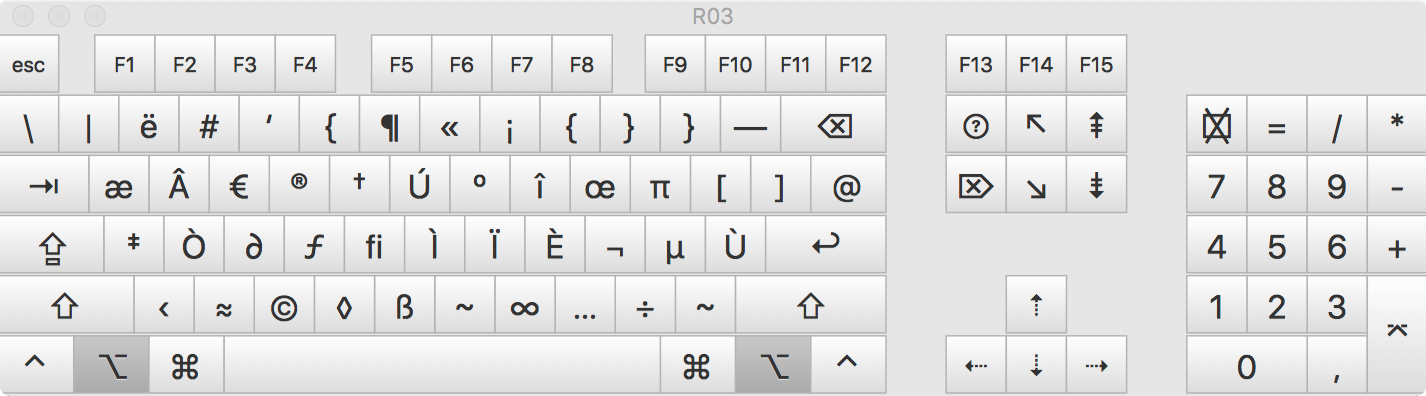 R03
esc F1 F2 F3 F4 F5 F6 F7 F8 F9 F10 F11 F12 F13 F14 F15
\ | ë # ‘ { ¶ « ¡ { } } — ⌫ ? ↖ ⇞ ⌧ = / *
⇥ æ Â € ® † Ú º î œ π [ ] @ ⌦ ↘ ⇟ 7 8 9 -
⇪ ‡ Ò ∂ ƒ fi Ì Ï È ¬ µ Ù ↩ 4 5 6 +
⇧ ‹ ≈ © ◊ ß ~ ∞ … ÷ ~ ⇧ ⇡ 1 2 3 ⌤
^ ⌥ ⌘ ⌘ ⌥ ^ ⇠ ⇣ ⇢ 0 ,